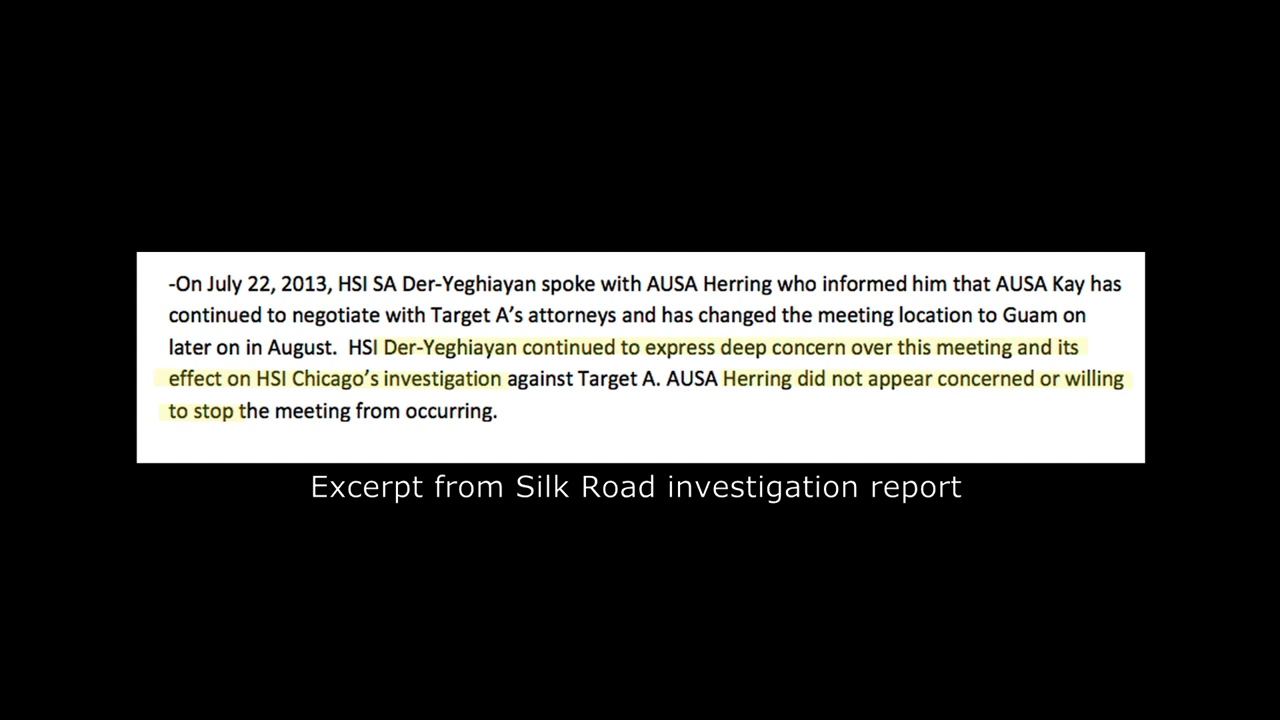 -On July 22, 2013, HSI SA Der-Yeghiayan spoke with AUSA Herring who informed him that AUSA Kay has
continued to negotiate with Target A’s attorneys and has changed the meeting location to Guam on
later on in August.  HSI Der-Yeghiayan continued to express deep concern over this meeting and its
effect on HSI Chicago’s investigation against Target A. AUSA Herring did not appear concerned or willing
to stop the meeting from occurring.
Excerpt from Silk Road investigation report